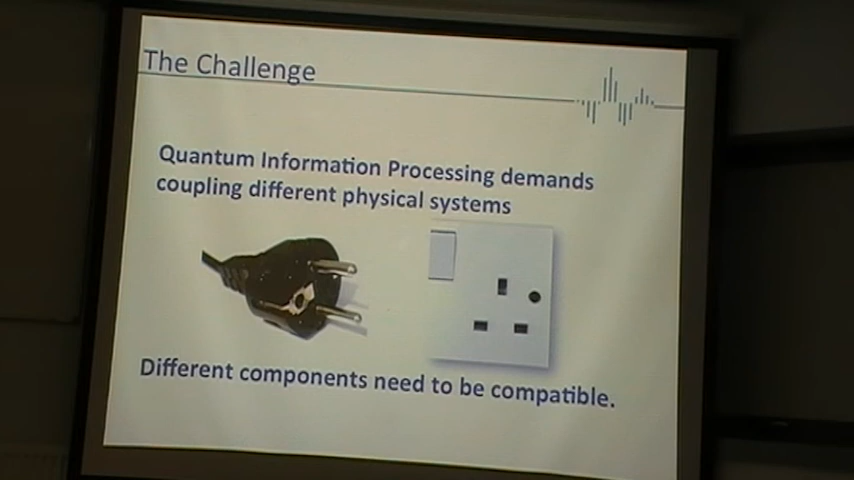 The Challenge
Quantum Information Processing demands
coupling different physical systems
Different components need to be compatible.